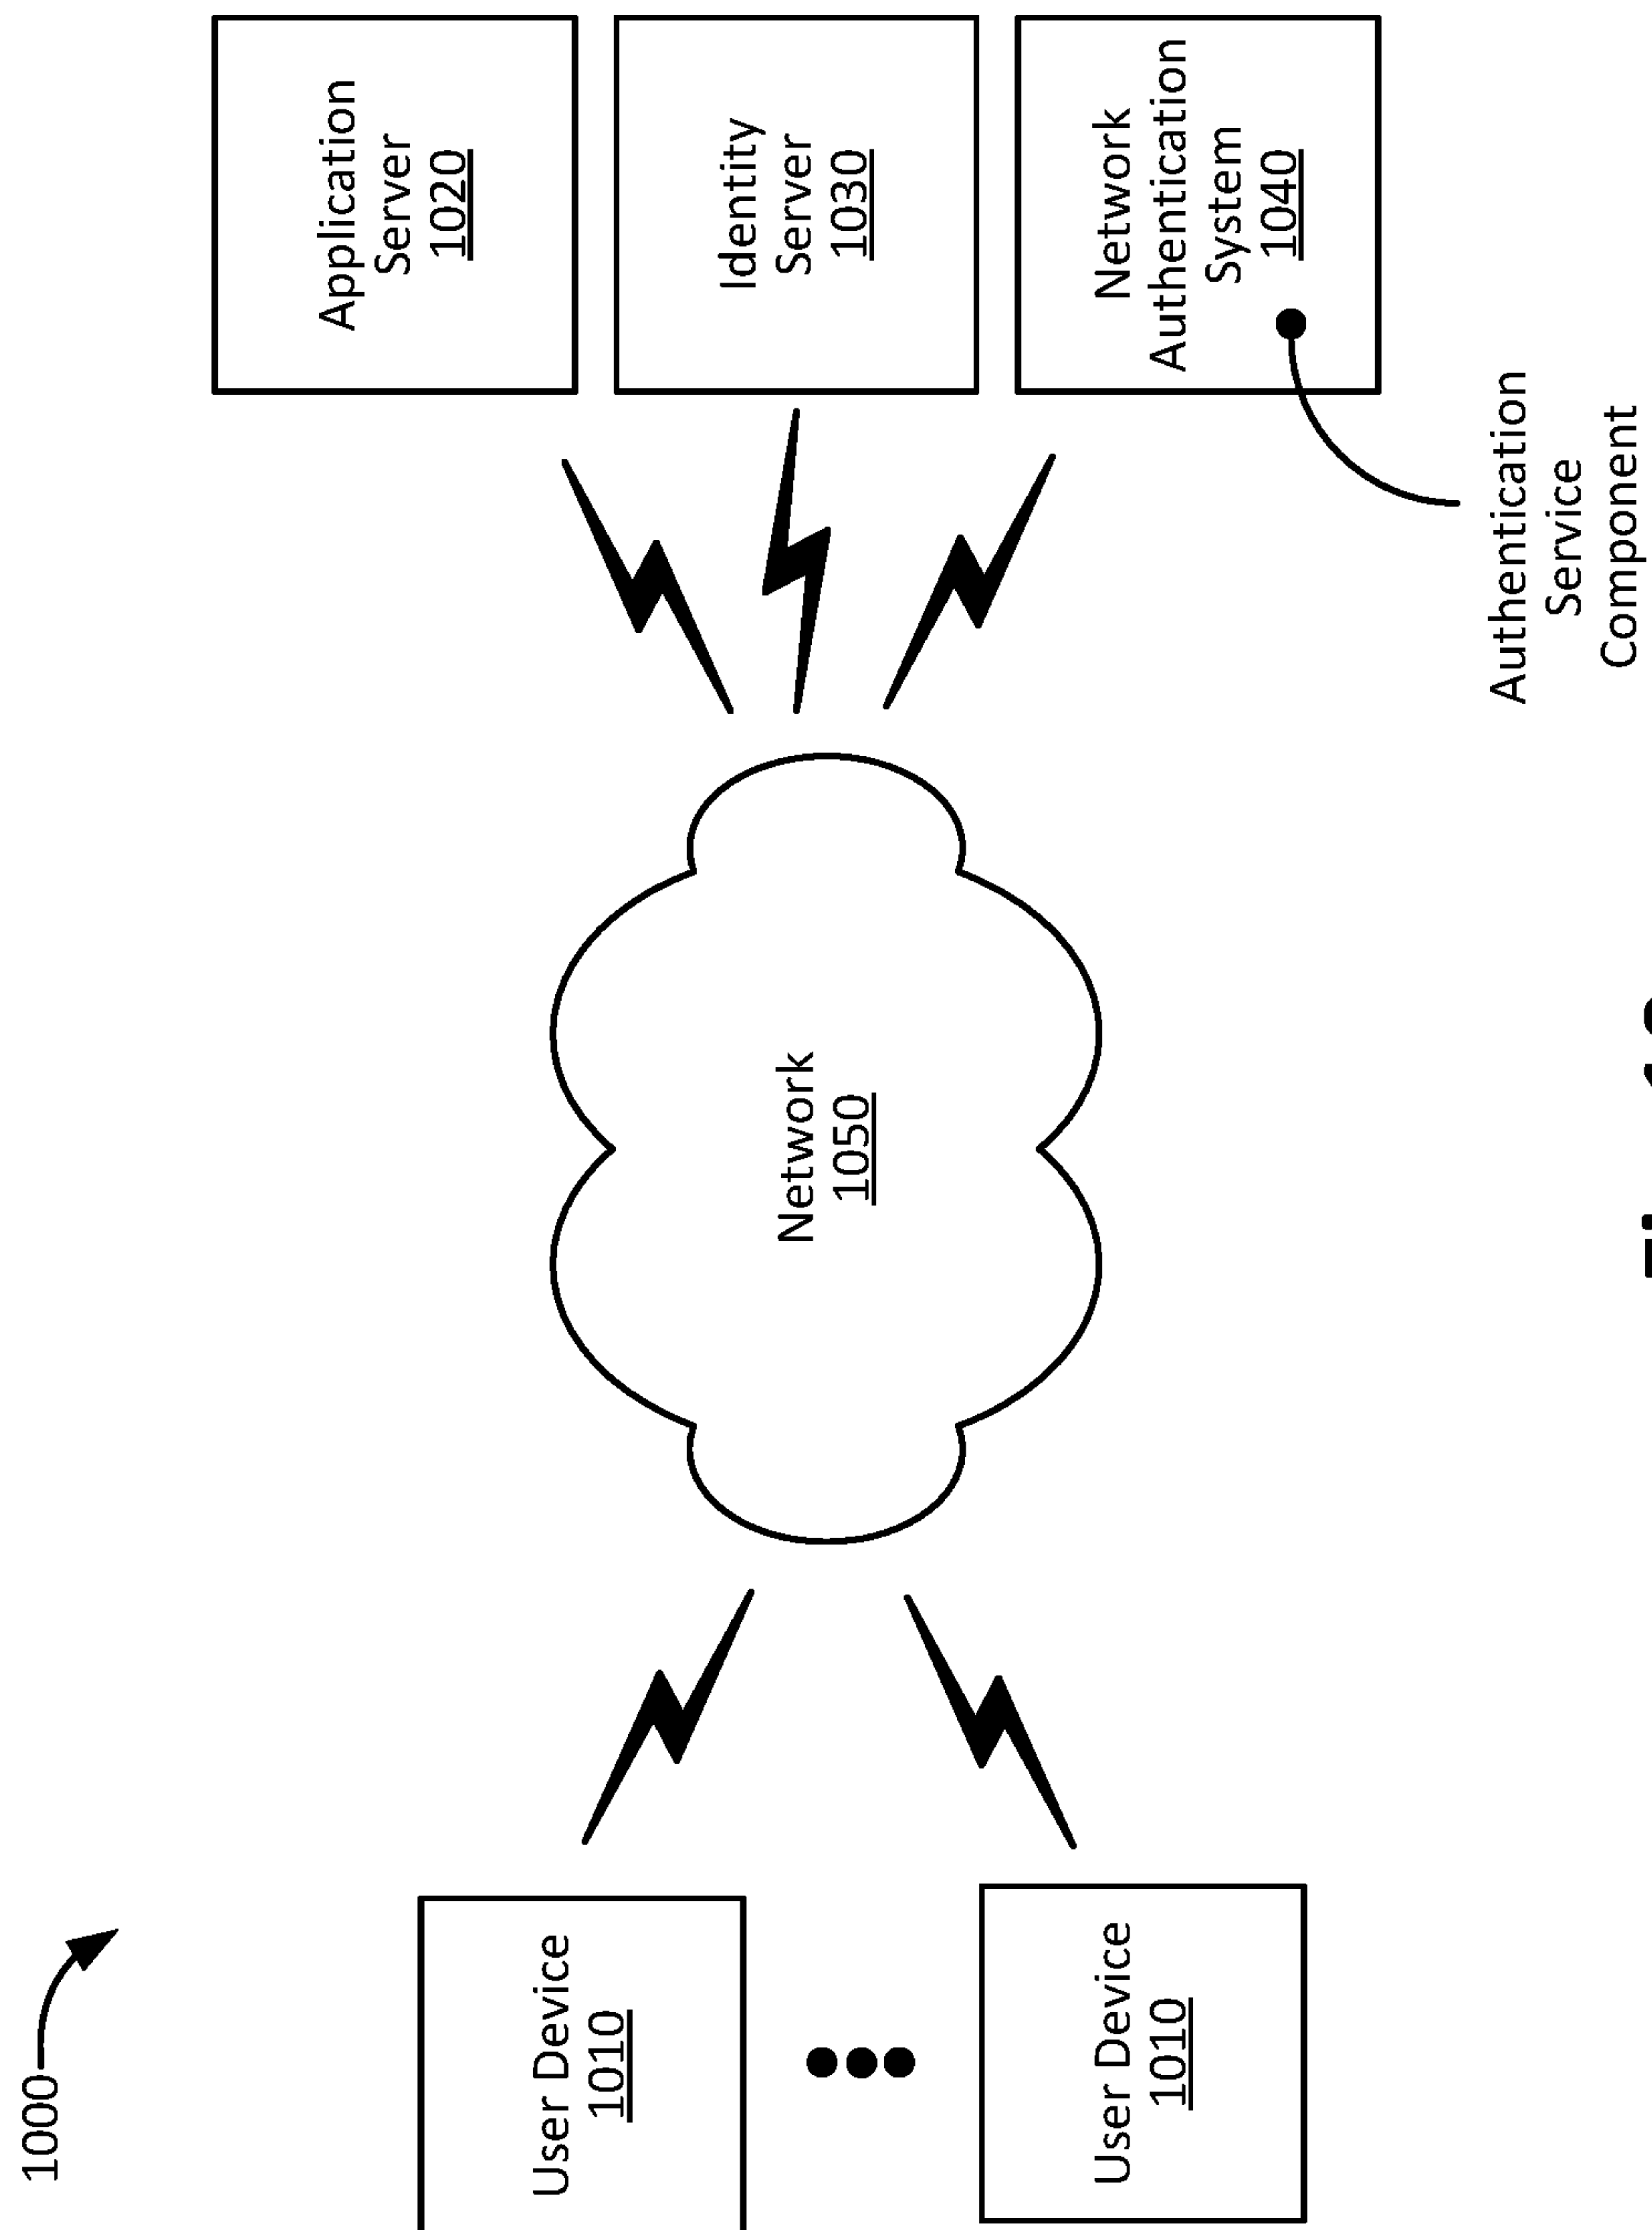 1000
User Device
1010
User Device
1010
Network
1050
Application
Server
1020
Identity
Server
1030
Network
Authentication
System
1040
Authentication
Service
Component